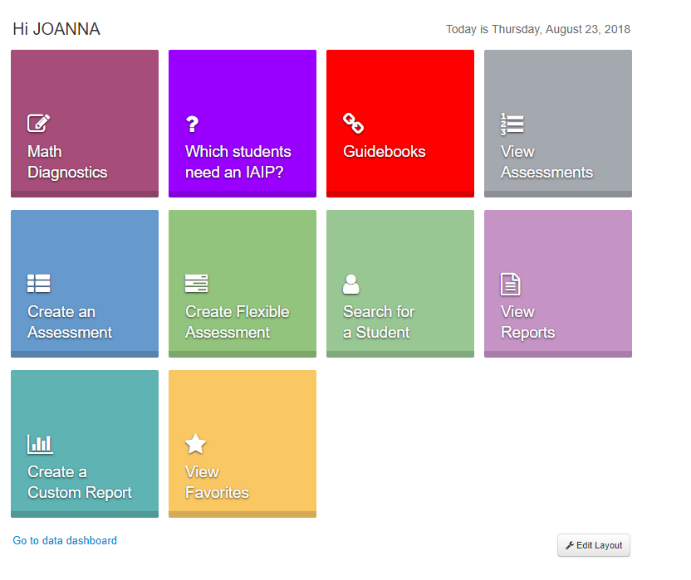 Hi JOANNA
Today is Thursday, August 23, 2018
Math
Diagnostics
Which students
need an IAIP?
Guidebooks
View
Assessments
Create an
Assessment
Create Flexible
Assessment
Search for
a Student
View
Reports
Create a
Custom Report
View
Favorites
Go to data dashboard
Edit Layout